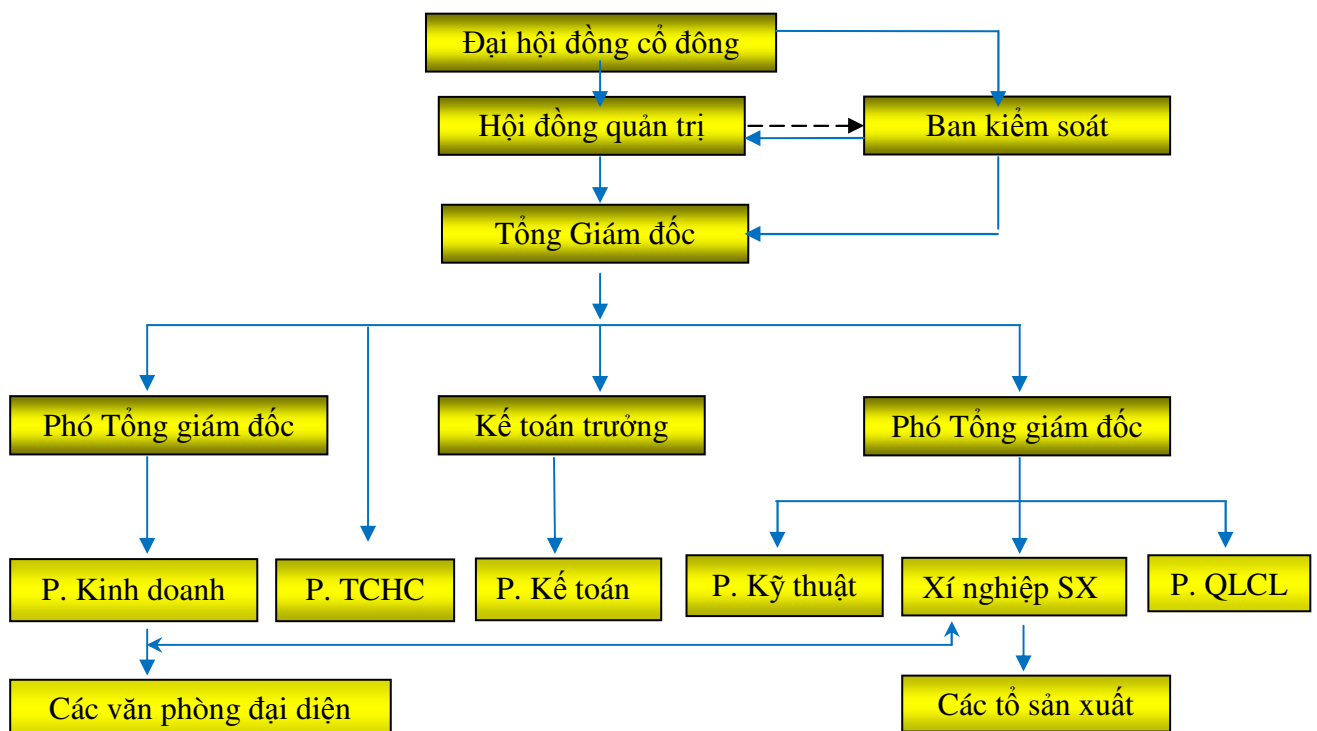 Đại hội đồng cổ đông
Hội đồng quản trị
Ban kiểm soát
Tổng Giám đốc
Phó Tổng giám đốc
Kế toán trưởng
Phó Tổng giám đốc
P. Kinh doanh
P. TCHC
P. Kế toán
P. Kỹ thuật
Xí nghiệp SX
P. QLCL
Các văn phòng đại diện
Các tổ sản xuất